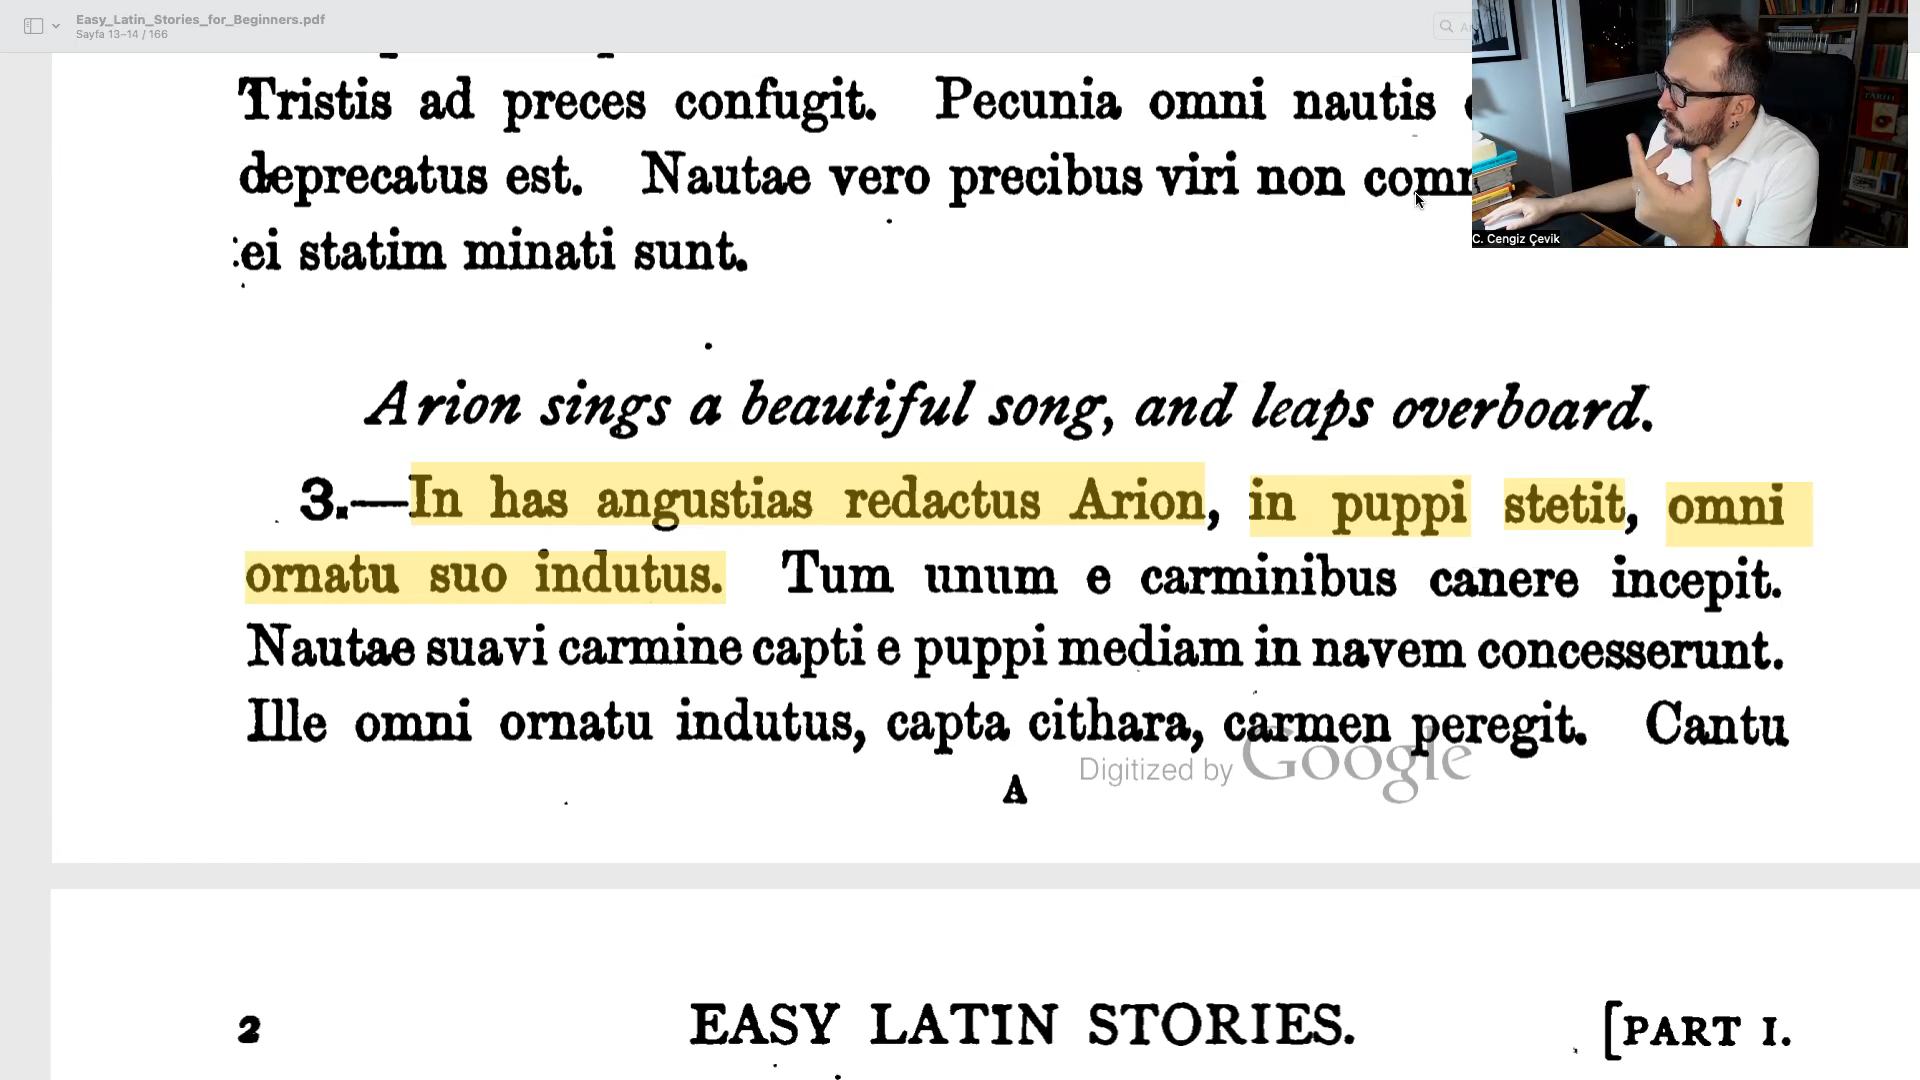 Easy_Latin_Stories_for_Beginners.pdf
Sayfa 13–14 / 166
Tristis ad preces confugit. Pecunia omni nautis
deprecatus est. Nautae vero precibus viri non
ei statim minati sunt.
C. Cengiz Çevik
Arion sings a beautiful song, and leaps overboard.
3.—In has angustias redactus Arion, in puppi stetit, omni
ornatu suo indutus. Tum unum e carminibus canere incepit.
Nautae suavi carmine capti e puppi mediam in navem concesserunt.
Ille omni ornatu indutus, capta cithara, carmen peregit. Cantu
Digitized by Google
A
2 EASY LATIN STORIES. [PART I.